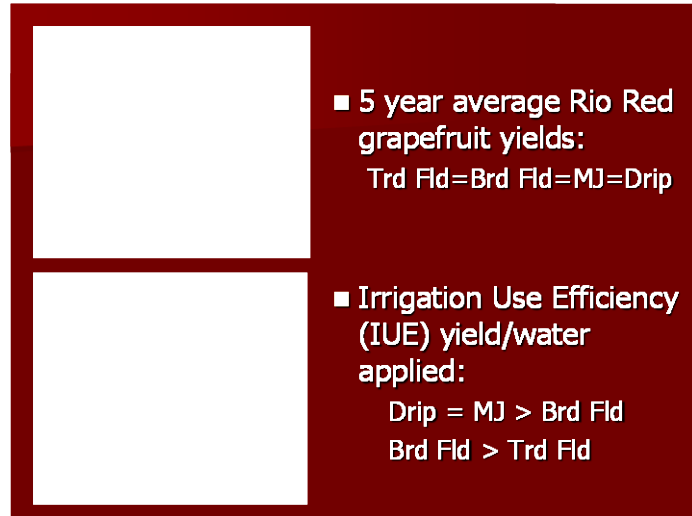 ■ 5 year average Rio Red
grapefruit yields:
Trd Fld=Brd Fld=MJ=Drip
■ Irrigation Use Efficiency
(IUE) yield/water
applied:
Drip = MJ > Brd Fld
Brd Fld > Trd Fld